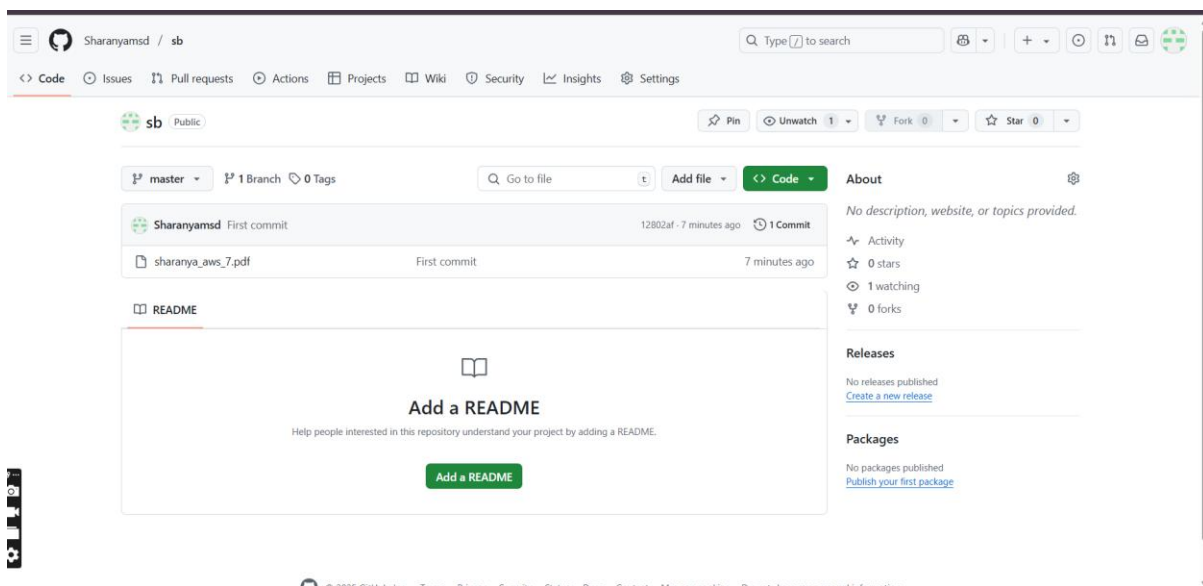 Sharanyamsd / sb
Type / to search
Code Issues Pull requests Actions Projects Wiki Security Insights Settings
sb Public
Pin Unwatch 1 Fork 0 Star 0
master 1 Branch 0 Tags Go to file t Add file Code
Sharanyamsd First commit 12802af · 7 minutes ago 1 Commit
sharanya_aws_7.pdf First commit 7 minutes ago
README
Add a README
Help people interested in this repository understand your project by adding a README.
Add a README
About
No description, website, or topics provided.
Activity
0 stars
1 watching
0 forks
Releases
No releases published
Create a new release
Packages
No packages published
Publish your first package